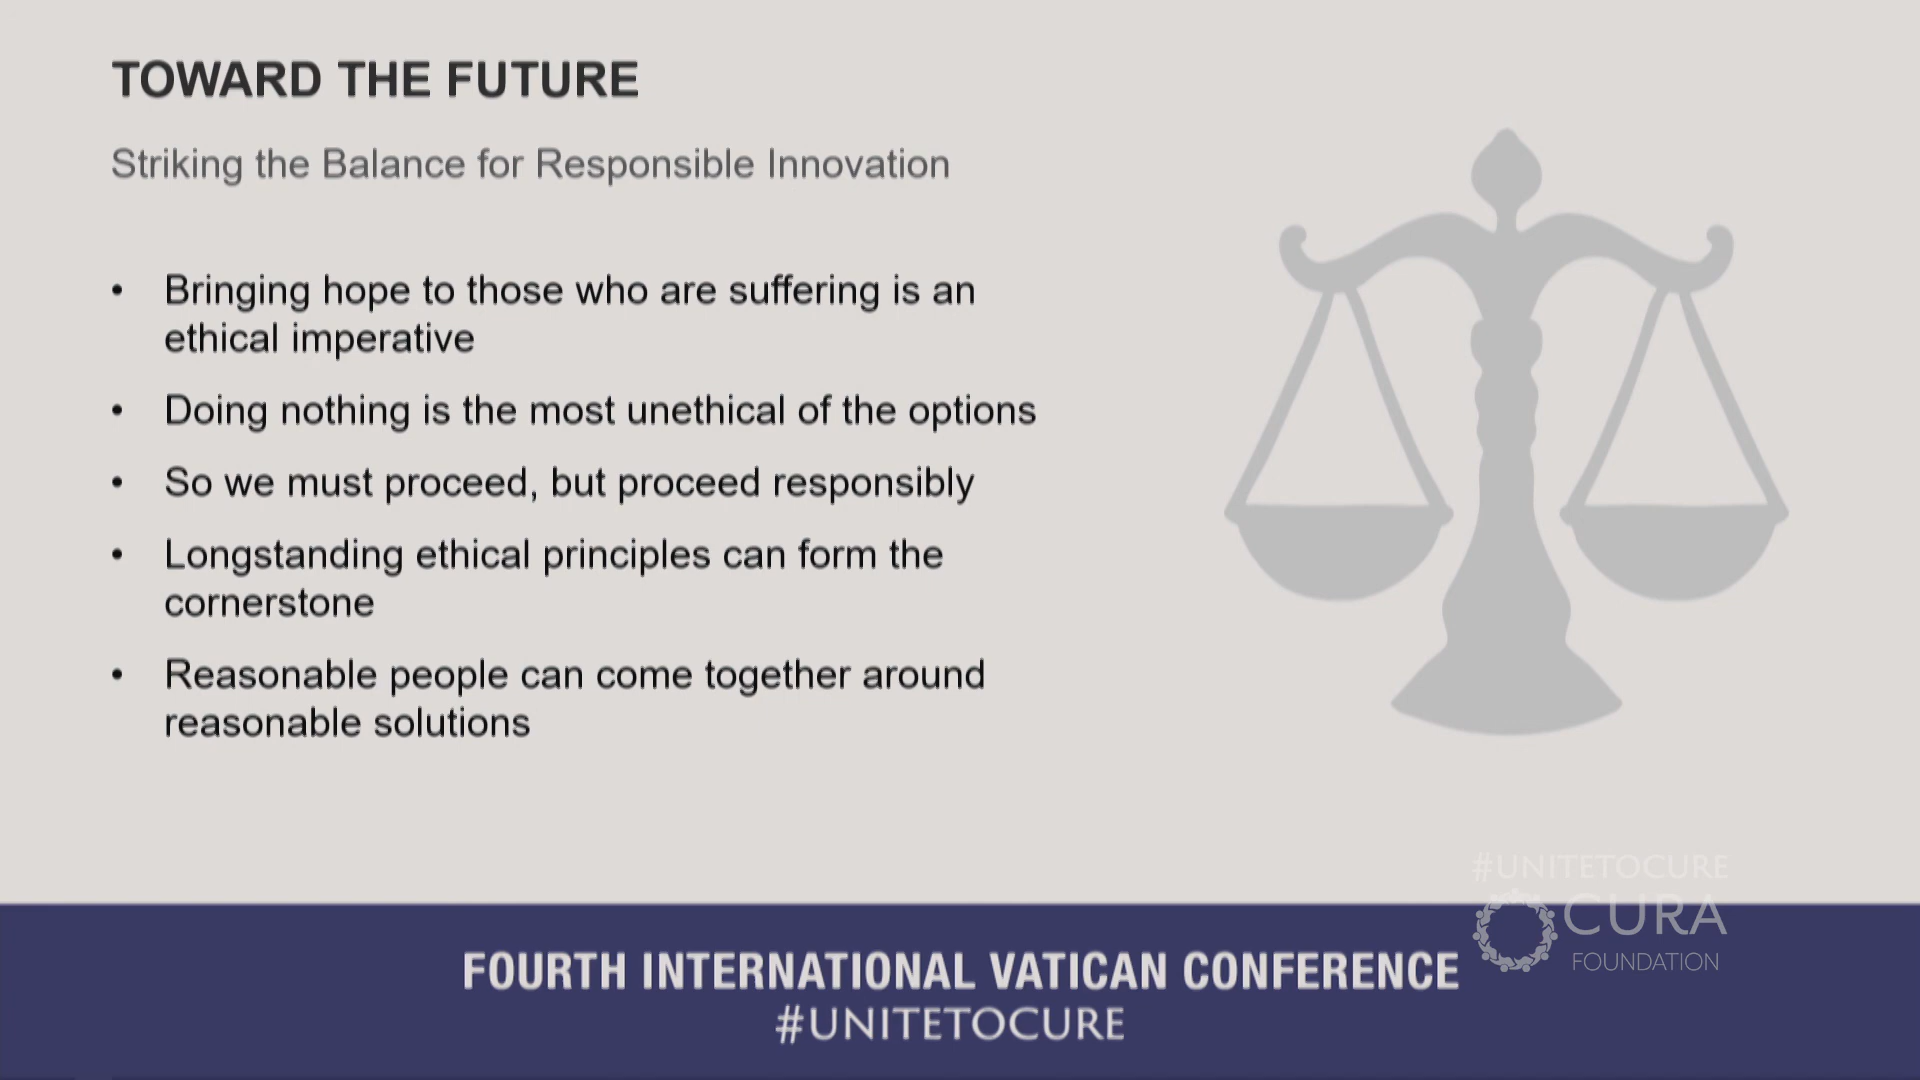 TOWARD THE FUTURE
Striking the Balance for Responsible Innovation
• Bringing hope to those who are suffering is an
ethical imperative
• Doing nothing is the most unethical of the options
• So we must proceed, but proceed responsibly
• Longstanding ethical principles can form the
cornerstone
• Reasonable people can come together around
reasonable solutions
#UNITETOCURE
CURA
FOUNDATION
FOURTH INTERNATIONAL VATICAN CONFERENCE
#UNITETOCURE